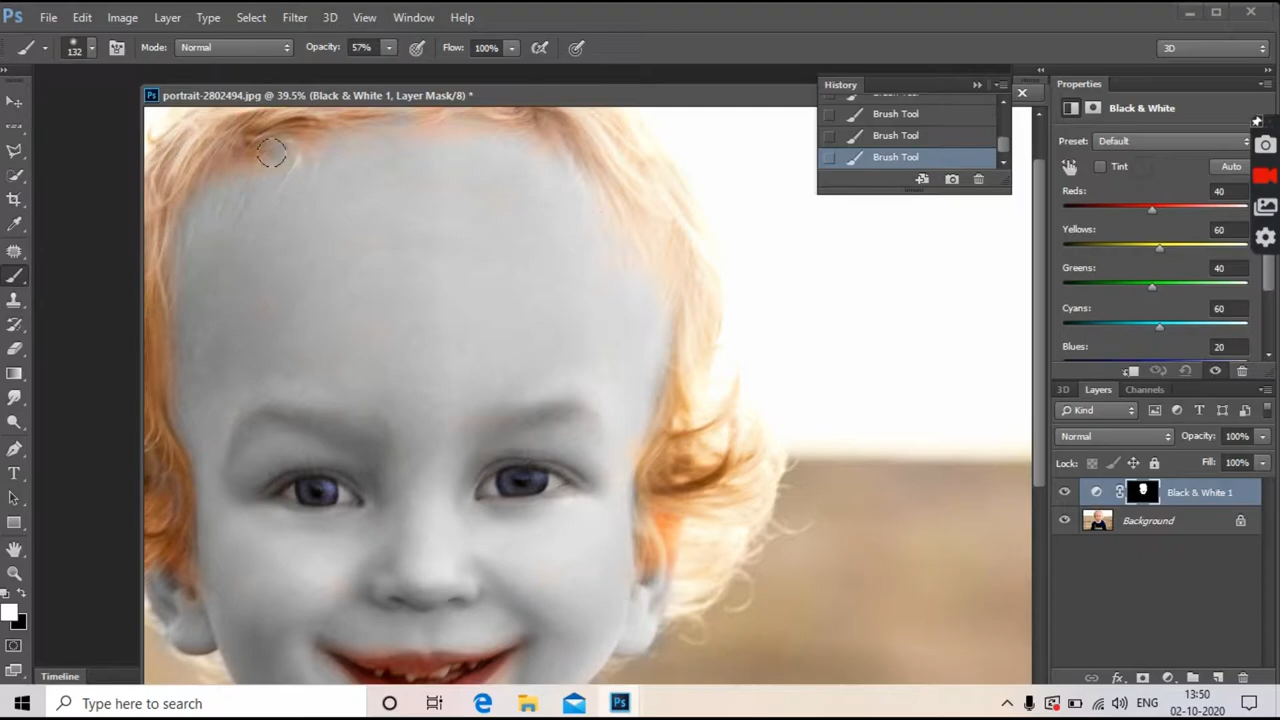 Ps File Edit Image Layer Type Select Filter 3D View Window Help
132 Mode: Normal Opacity: 57% Flow: 100% 3D
Ps portrait-2802494.jpg @ 39.5% (Black & White 1, Layer Mask/8) *
History
Brush Tool
Brush Tool
Brush Tool
Properties
Black & White
Preset: Default
Tint Auto
Reds: 40
Yellows: 60
Greens: 40
Cyans: 60
Blues: 20
3D Layers Channels
Kind
Normal Opacity: 100%
Lock: Fill: 100%
Black & White 1
Background
fx
Timeline
Type here to search
Ps
ENG
13:50
02-10-2020